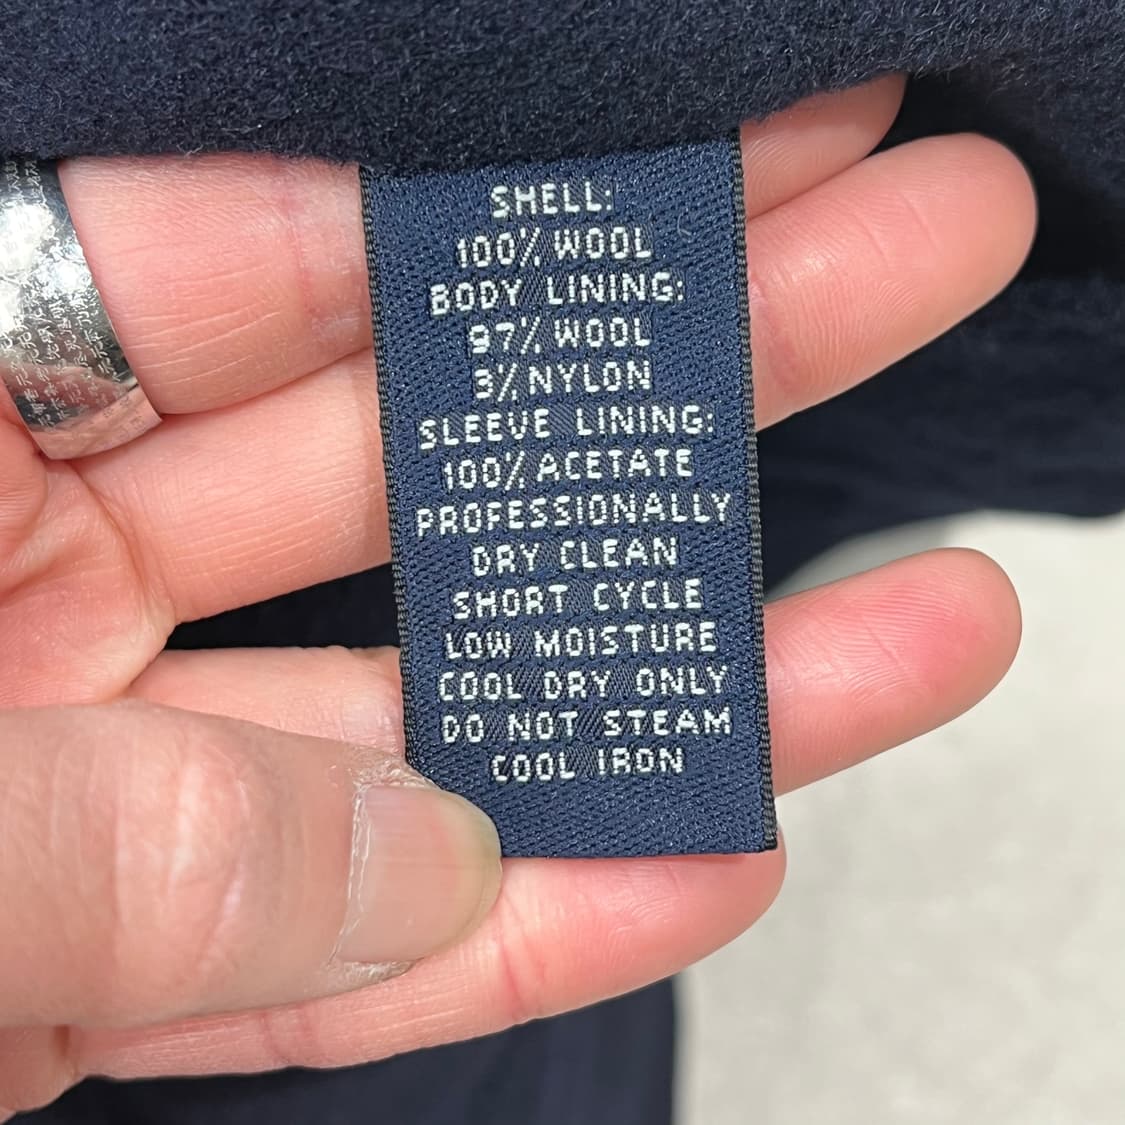 SHELL:
100% WOOL
BODY LINING:
97% WOOL
3% NYLON
SLEEVE LINING:
100% ACETATE
PROFESSIONALLY
DRY CLEAN
SHORT CYCLE
LOW MOISTURE
COOL DRY ONLY
DO NOT STEAM
COOL IRON